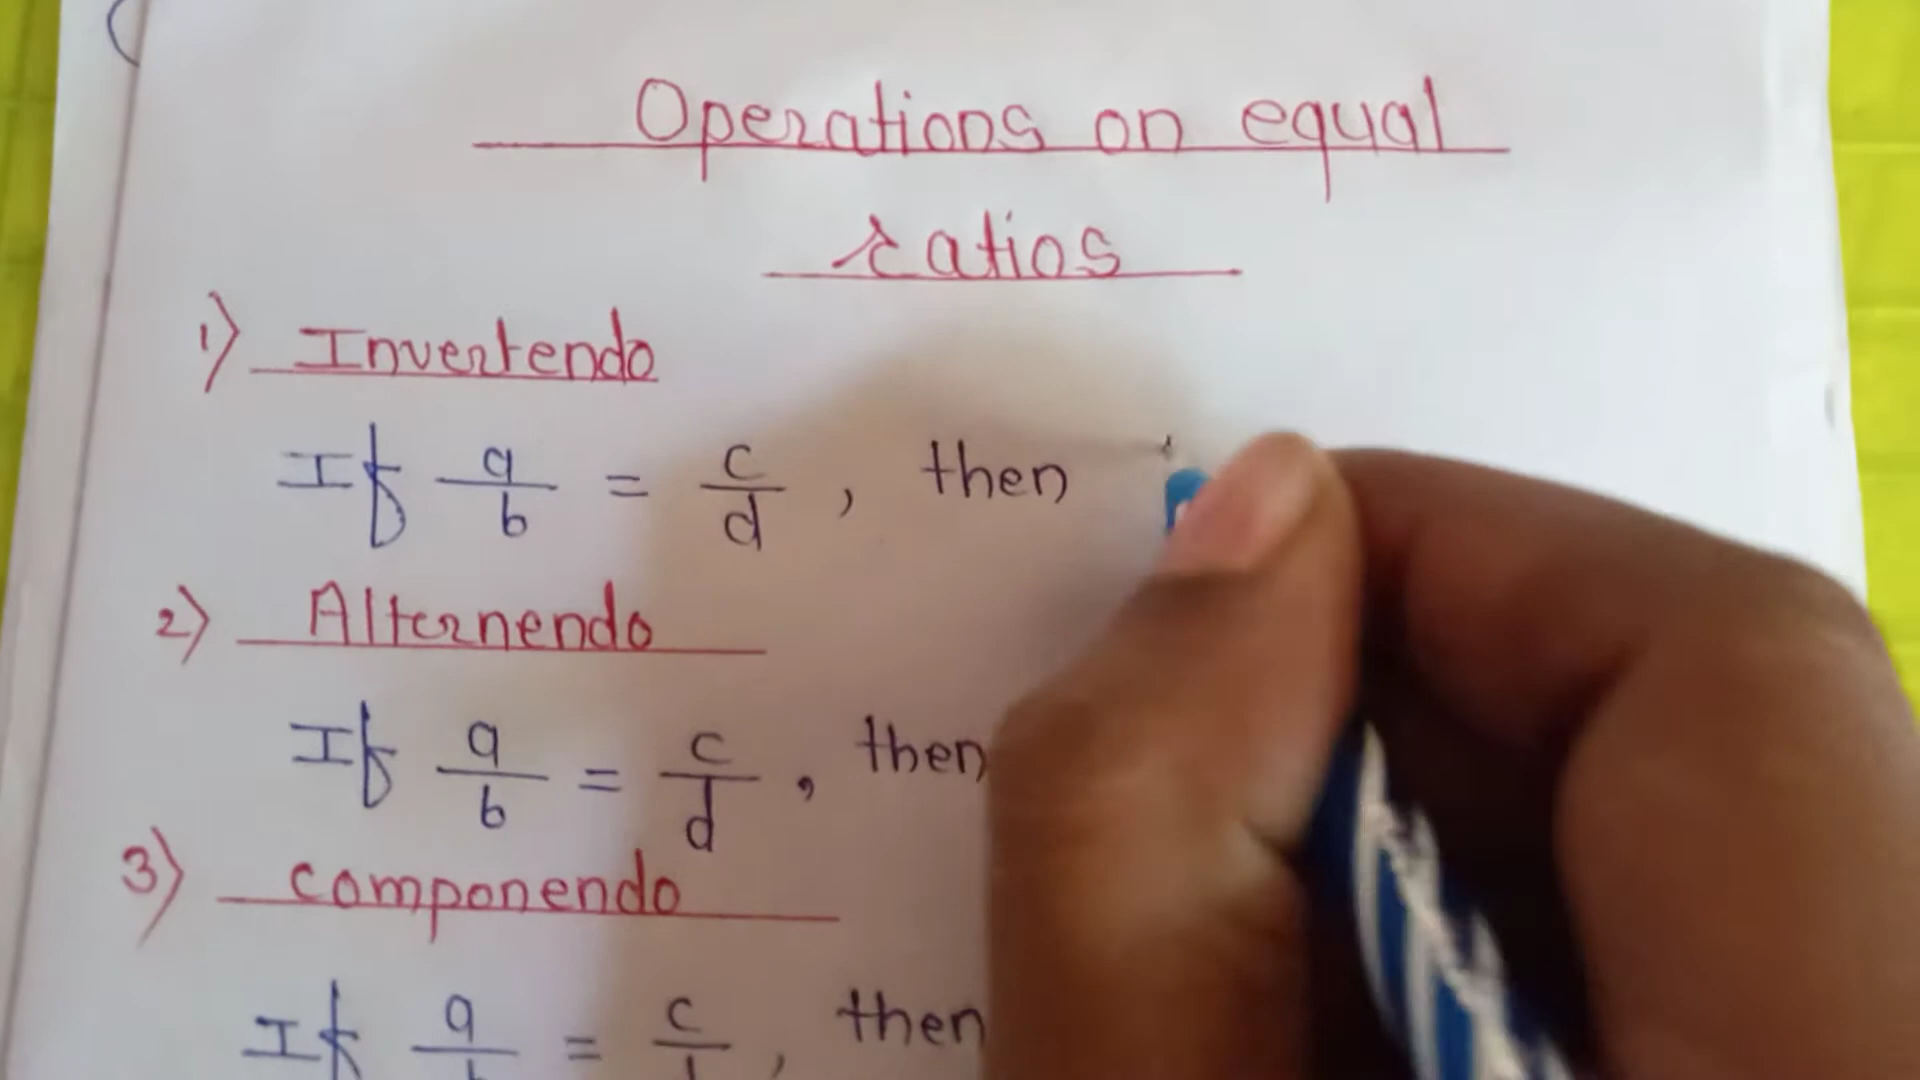 Operations on equal
ratios
1) Invertendo
If a/b = c/d, then
2) Alternendo
If a/b = c/d, then
3) componendo
If a/b = c/d, then